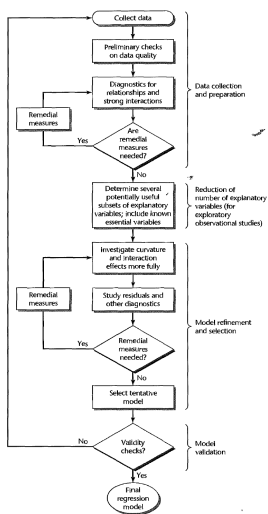 Collect data
Preliminary checks
on data quality
Diagnostics for
relationships and
strong interactions
Data collection
and preparation
Remedial
measures
Yes
Are
remedial
measures
needed?
No
Determine several
potentially useful
subsets of explanatory
variables; include known
essential variables
Reduction of
number of explanatory
variables (for
exploratory
observational studies)
Investigate curvature
and interaction
effects more fully
Remedial
measures
Study residuals and
other diagnostics
Model refinement
and selection
Yes
Remedial
measures
needed?
No
Select tentative
model
No
Validity
checks?
Model
validation
Yes
Final
regression
model